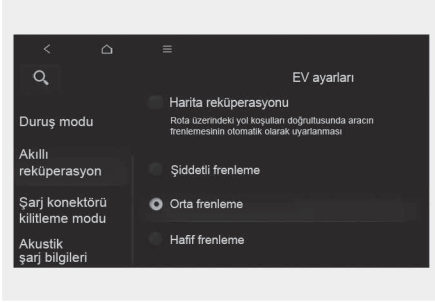 EV ayarları
Duruş modu
Akıllı
reküperasyon
Şarj konektörü
kilitleme modu
Akustik
şarj bilgileri
Harita reküperasyonu
Rota üzerindeki yol koşulları doğrultusunda aracın
frenlemesinin otomatik olarak uyarlanması
Şiddetli frenleme
Orta frenleme
Hafif frenleme